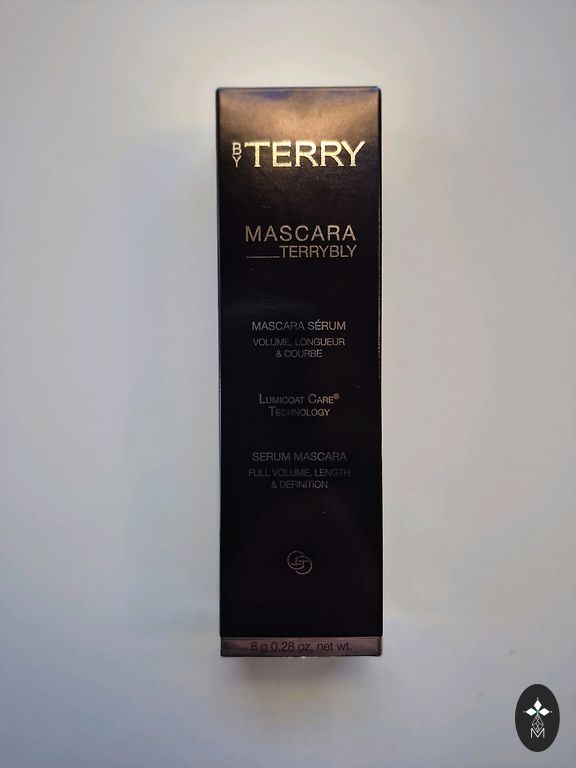 BY TERRY
MASCARA
TERRYBLY
MASCARA SÉRUM
VOLUME, LONGUEUR
& COURBE
LUMICOAT CARE®
TECHNOLOGY
SERUM MASCARA
FULL VOLUME, LENGTH
& DEFINITION
8 g 0.28 oz. net wt.
M